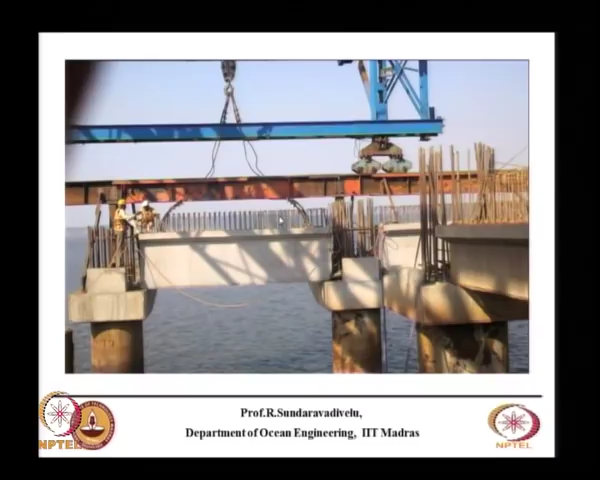 Prof.R.Sundaravadivelu,
Department of Ocean Engineering, IIT Madras
NPTEL
NPTEL